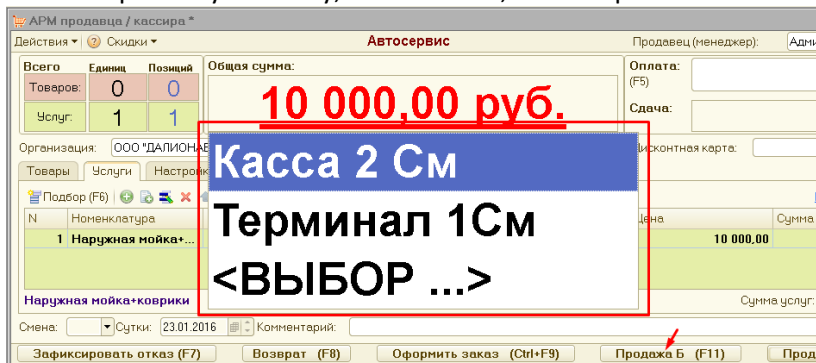 АРМ продавца / кассира *
Действия ? Скидки Автосервис Продавец (менеджер): Адми
Всего Единиц Позиций Общая сумма: Оплата:
(F5)
Товаров: 0 0 10 000,00 руб.
Услуг: 1 1 Сдача:
Организация: ООО "ДАЛИОНА Дисконтная карта:
Товары Услуги Настройк
Касса 2 См
Терминал 1См
<ВЫБОР ...>
Подбор (F6)
N Номенклатура Цена Сумма
1 Наружная мойка+... 10 000,00
Наружная мойка+коврики Сумма услуг:
Смена: Сутки: 23.01.2016 Комментарий:
Зафиксировать отказ (F7) Возврат (F8) Оформить заказ (Ctrl+F9) Продажа Б (F11) Прод